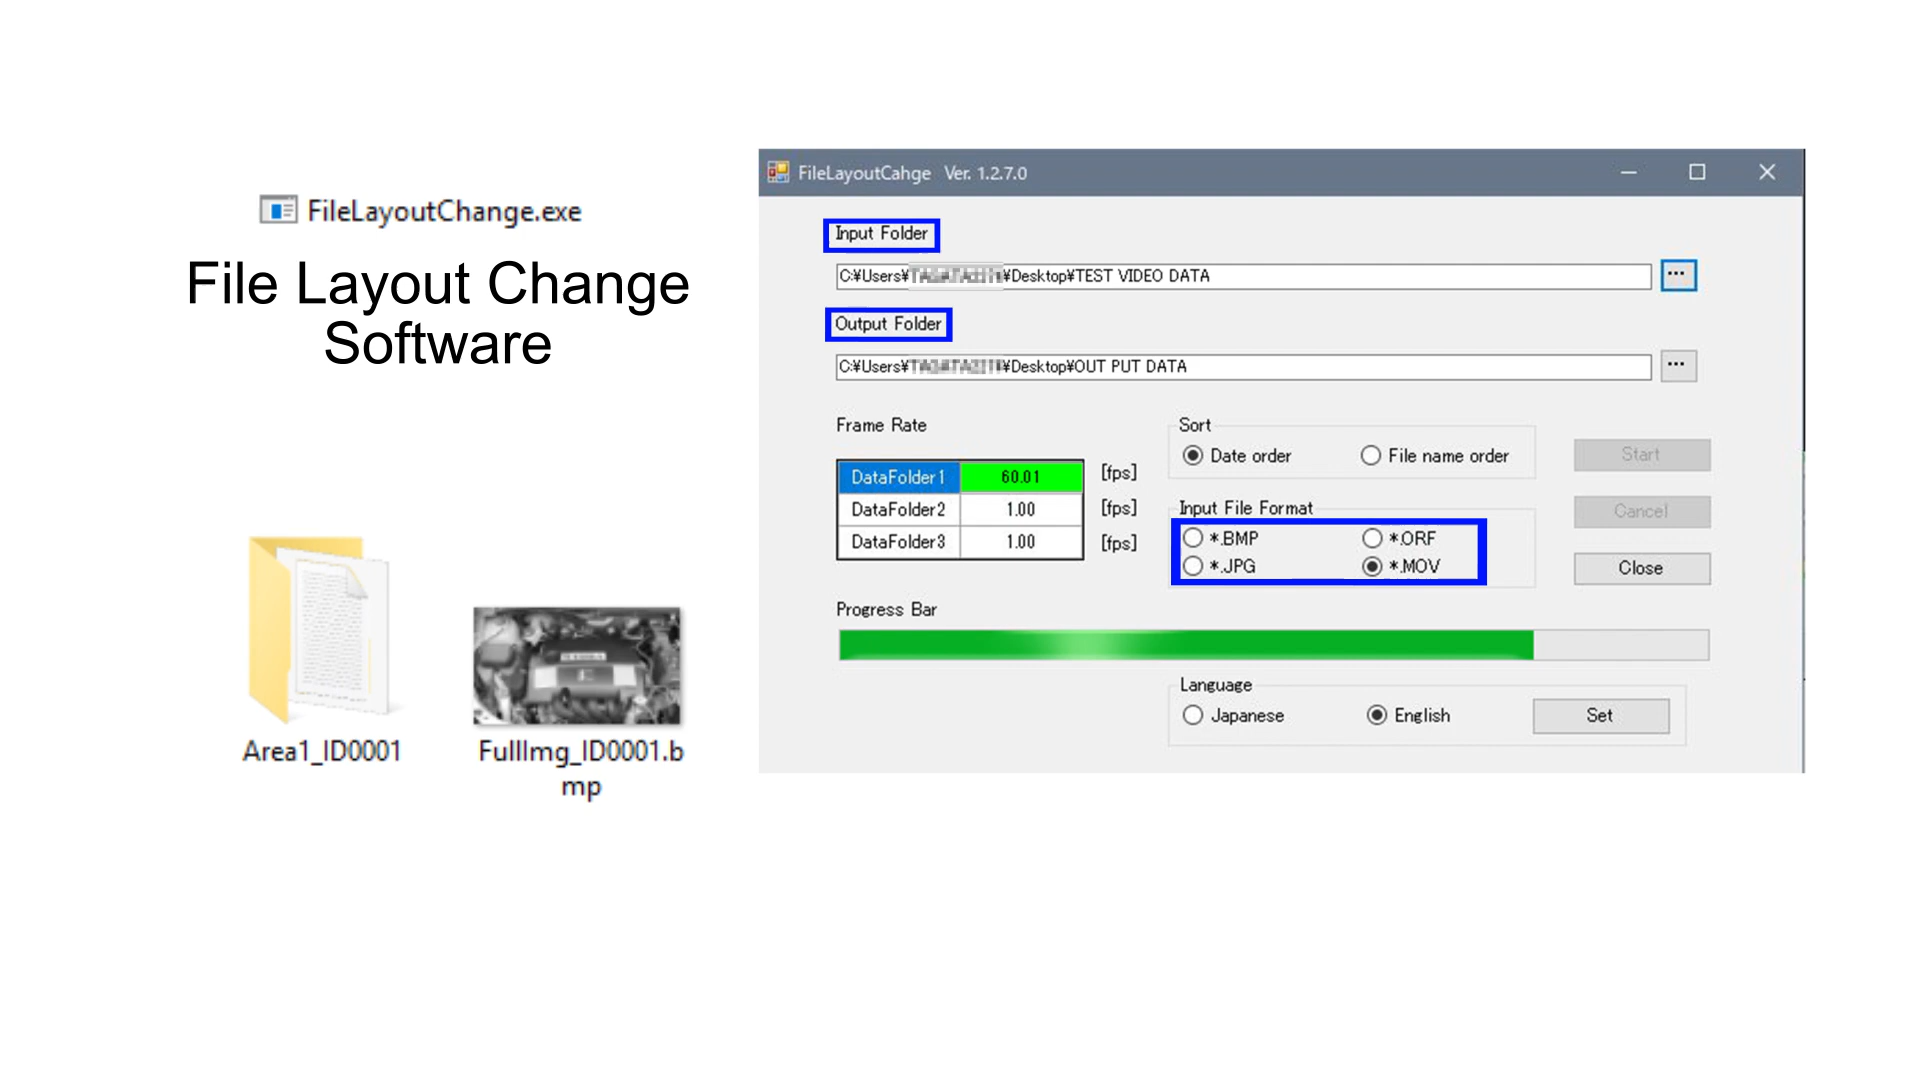 FileLayoutChange.exe
File Layout Change
Software
Area1_ID0001
FullImg_ID0001.b
mp
FileLayoutCahge Ver. 1.2.7.0
Input Folder
C:¥Users¥ ¥Desktop¥TEST VIDEO DATA
...
Output Folder
C:¥Users¥ ¥Desktop¥OUT PUT DATA
...
Frame Rate
DataFolder1 60.01 [fps]
DataFolder2 1.00 [fps]
DataFolder3 1.00 [fps]
Sort
Date order File name order
Input File Format
*.BMP *.ORF
*.JPG *.MOV
Start
Cancel
Close
Progress Bar
Language
Japanese English Set